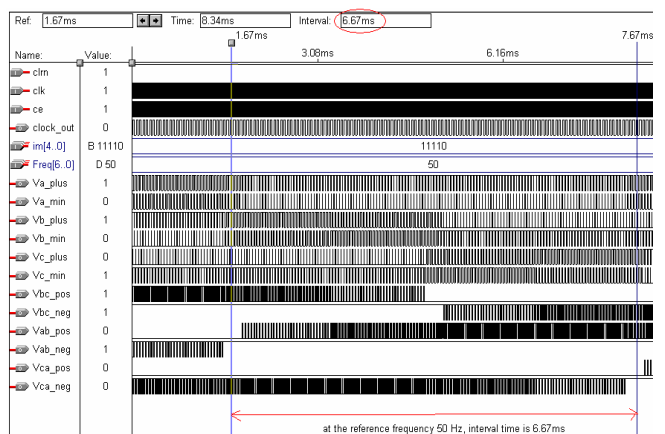 Ref: 1.67ms Time: 8.34ms Interval: 6.67ms
1.67ms 7.67ms
3.08ms 6.16ms
Name: Value:
clrn 1
clk 1
ce 1
clock_out 0
im[4..0] B 11110 11110
Freq[6..0] D 50 50
Va_plus 1
Va_min 0
Vb_plus 1
Vb_min 0
Vc_plus 0
Vc_min 1
Vbc_pos 1
Vbc_neg 0
Vab_pos 0
Vab_neg 1
Vca_pos 0
Vca_neg 0
at the reference frequency 50 Hz, interval time is 6.67ms